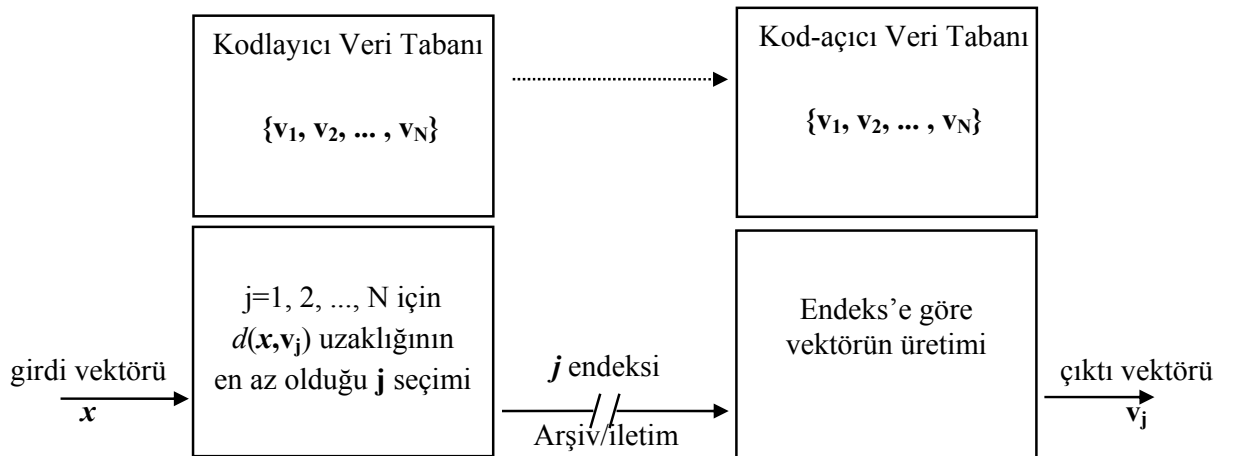 Kodlayıcı Veri Tabanı
{v1, v2, ... , vN}
Kod-açıcı Veri Tabanı
{v1, v2, ... , vN}
girdi vektörü
x
j=1, 2, ..., N için
d(x,vj) uzaklığının
en az olduğu j seçimi
j endeksi
Arşiv/iletim
Endeks’e göre
vektörün üretimi
çıktı vektörü
vj